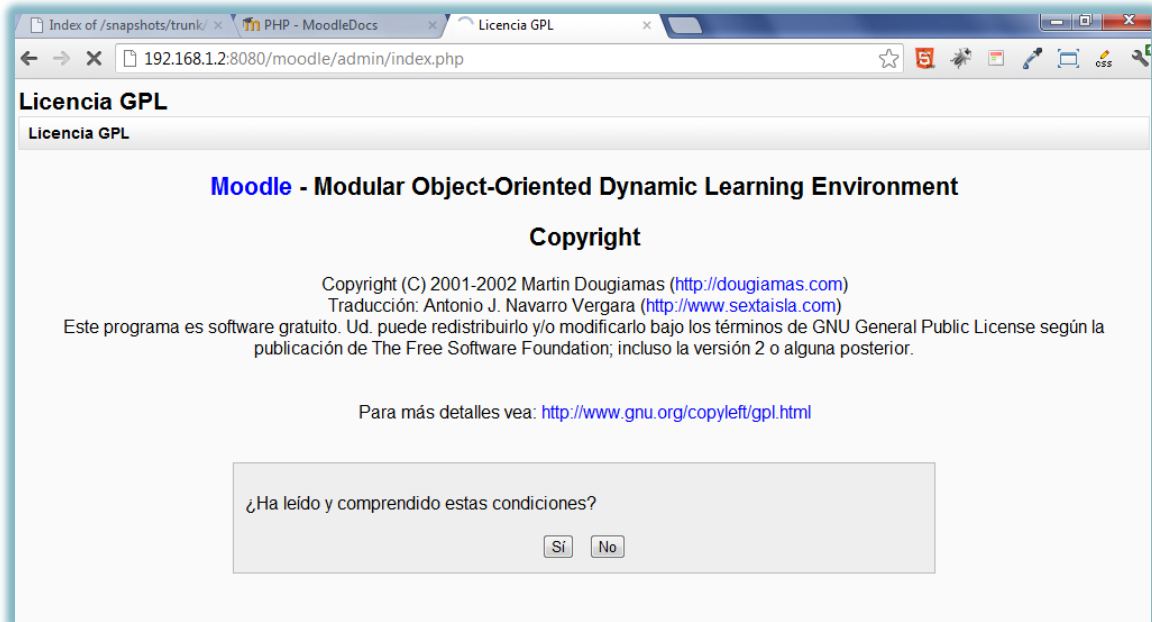 Index of /snapshots/trunk/
PHP - MoodleDocs
Licencia GPL
192.168.1.2:8080/moodle/admin/index.php
Licencia GPL
Licencia GPL
Moodle - Modular Object-Oriented Dynamic Learning Environment
Copyright
Copyright (C) 2001-2002 Martin Dougiamas (http://dougiamas.com)
Traducción: Antonio J. Navarro Vergara (http://www.sextaisla.com)
Este programa es software gratuito. Ud. puede redistribuirlo y/o modificarlo bajo los términos de GNU General Public License según la
publicación de The Free Software Foundation; incluso la versión 2 o alguna posterior.
Para más detalles vea: http://www.gnu.org/copyleft/gpl.html
¿Ha leído y comprendido estas condiciones?
Sí No